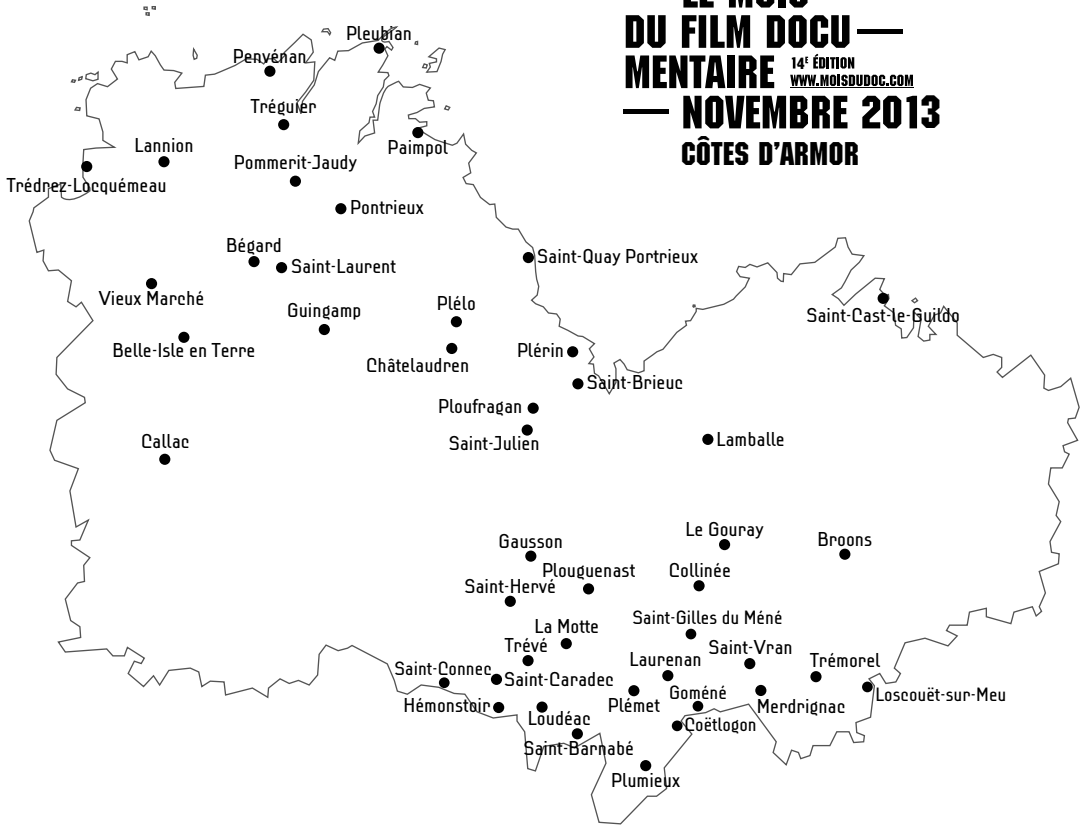 LE MOIS
DU FILM DOCU —
MENTAIRE 14E ÉDITION
WWW.MOISDUDOC.COM
— NOVEMBRE 2013
CÔTES D'ARMOR
Pleubian
Penvénan
Tréguier
Lannion
Paimpol
Pommerit-Jaudy
Trédrez-Locquémeau
Pontrieux
Bégard
Saint-Laurent
Saint-Quay Portrieux
Vieux Marché
Guingamp
Plélo
Saint-Cast-le-Guildo
Belle-Isle en Terre
Châtelaudren
Plérin
Saint-Brieuc
Ploufragan
Saint-Julien
Lamballe
Callac
Le Gouray
Broons
Gausson
Plouguenast
Collinée
Saint-Hervé
Saint-Gilles du Méné
La Motte
Trévé
Saint-Vran
Laurenan
Trémorel
Saint-Connec
Saint-Caradec
Goméné
Loscouët-sur-Meu
Hémonstoir
Plémet
Merdrignac
Loudéac
Coëtlogon
Saint-Barnabé
Plumieux